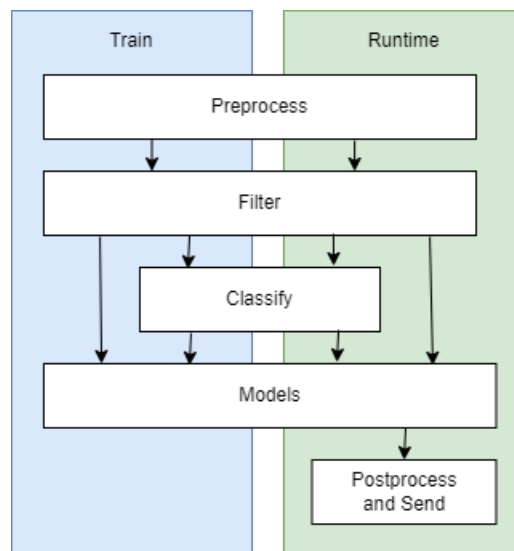 Train
Runtime
Preprocess
Filter
Classify
Models
Postprocess
and Send